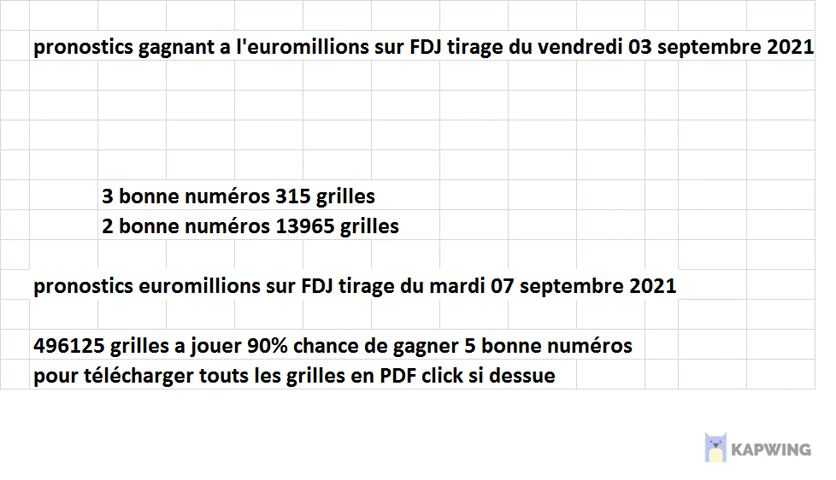 pronostics gagnant a l'euromillions sur FDJ tirage du vendredi 03 septembre 2021
3 bonne numéros 315 grilles
2 bonne numéros 13965 grilles
pronostics euromillions sur FDJ tirage du mardi 07 septembre 2021
496125 grilles a jouer 90% chance de gagner 5 bonne numéros
pour télécharger touts les grilles en PDF click si dessue
KAPWING